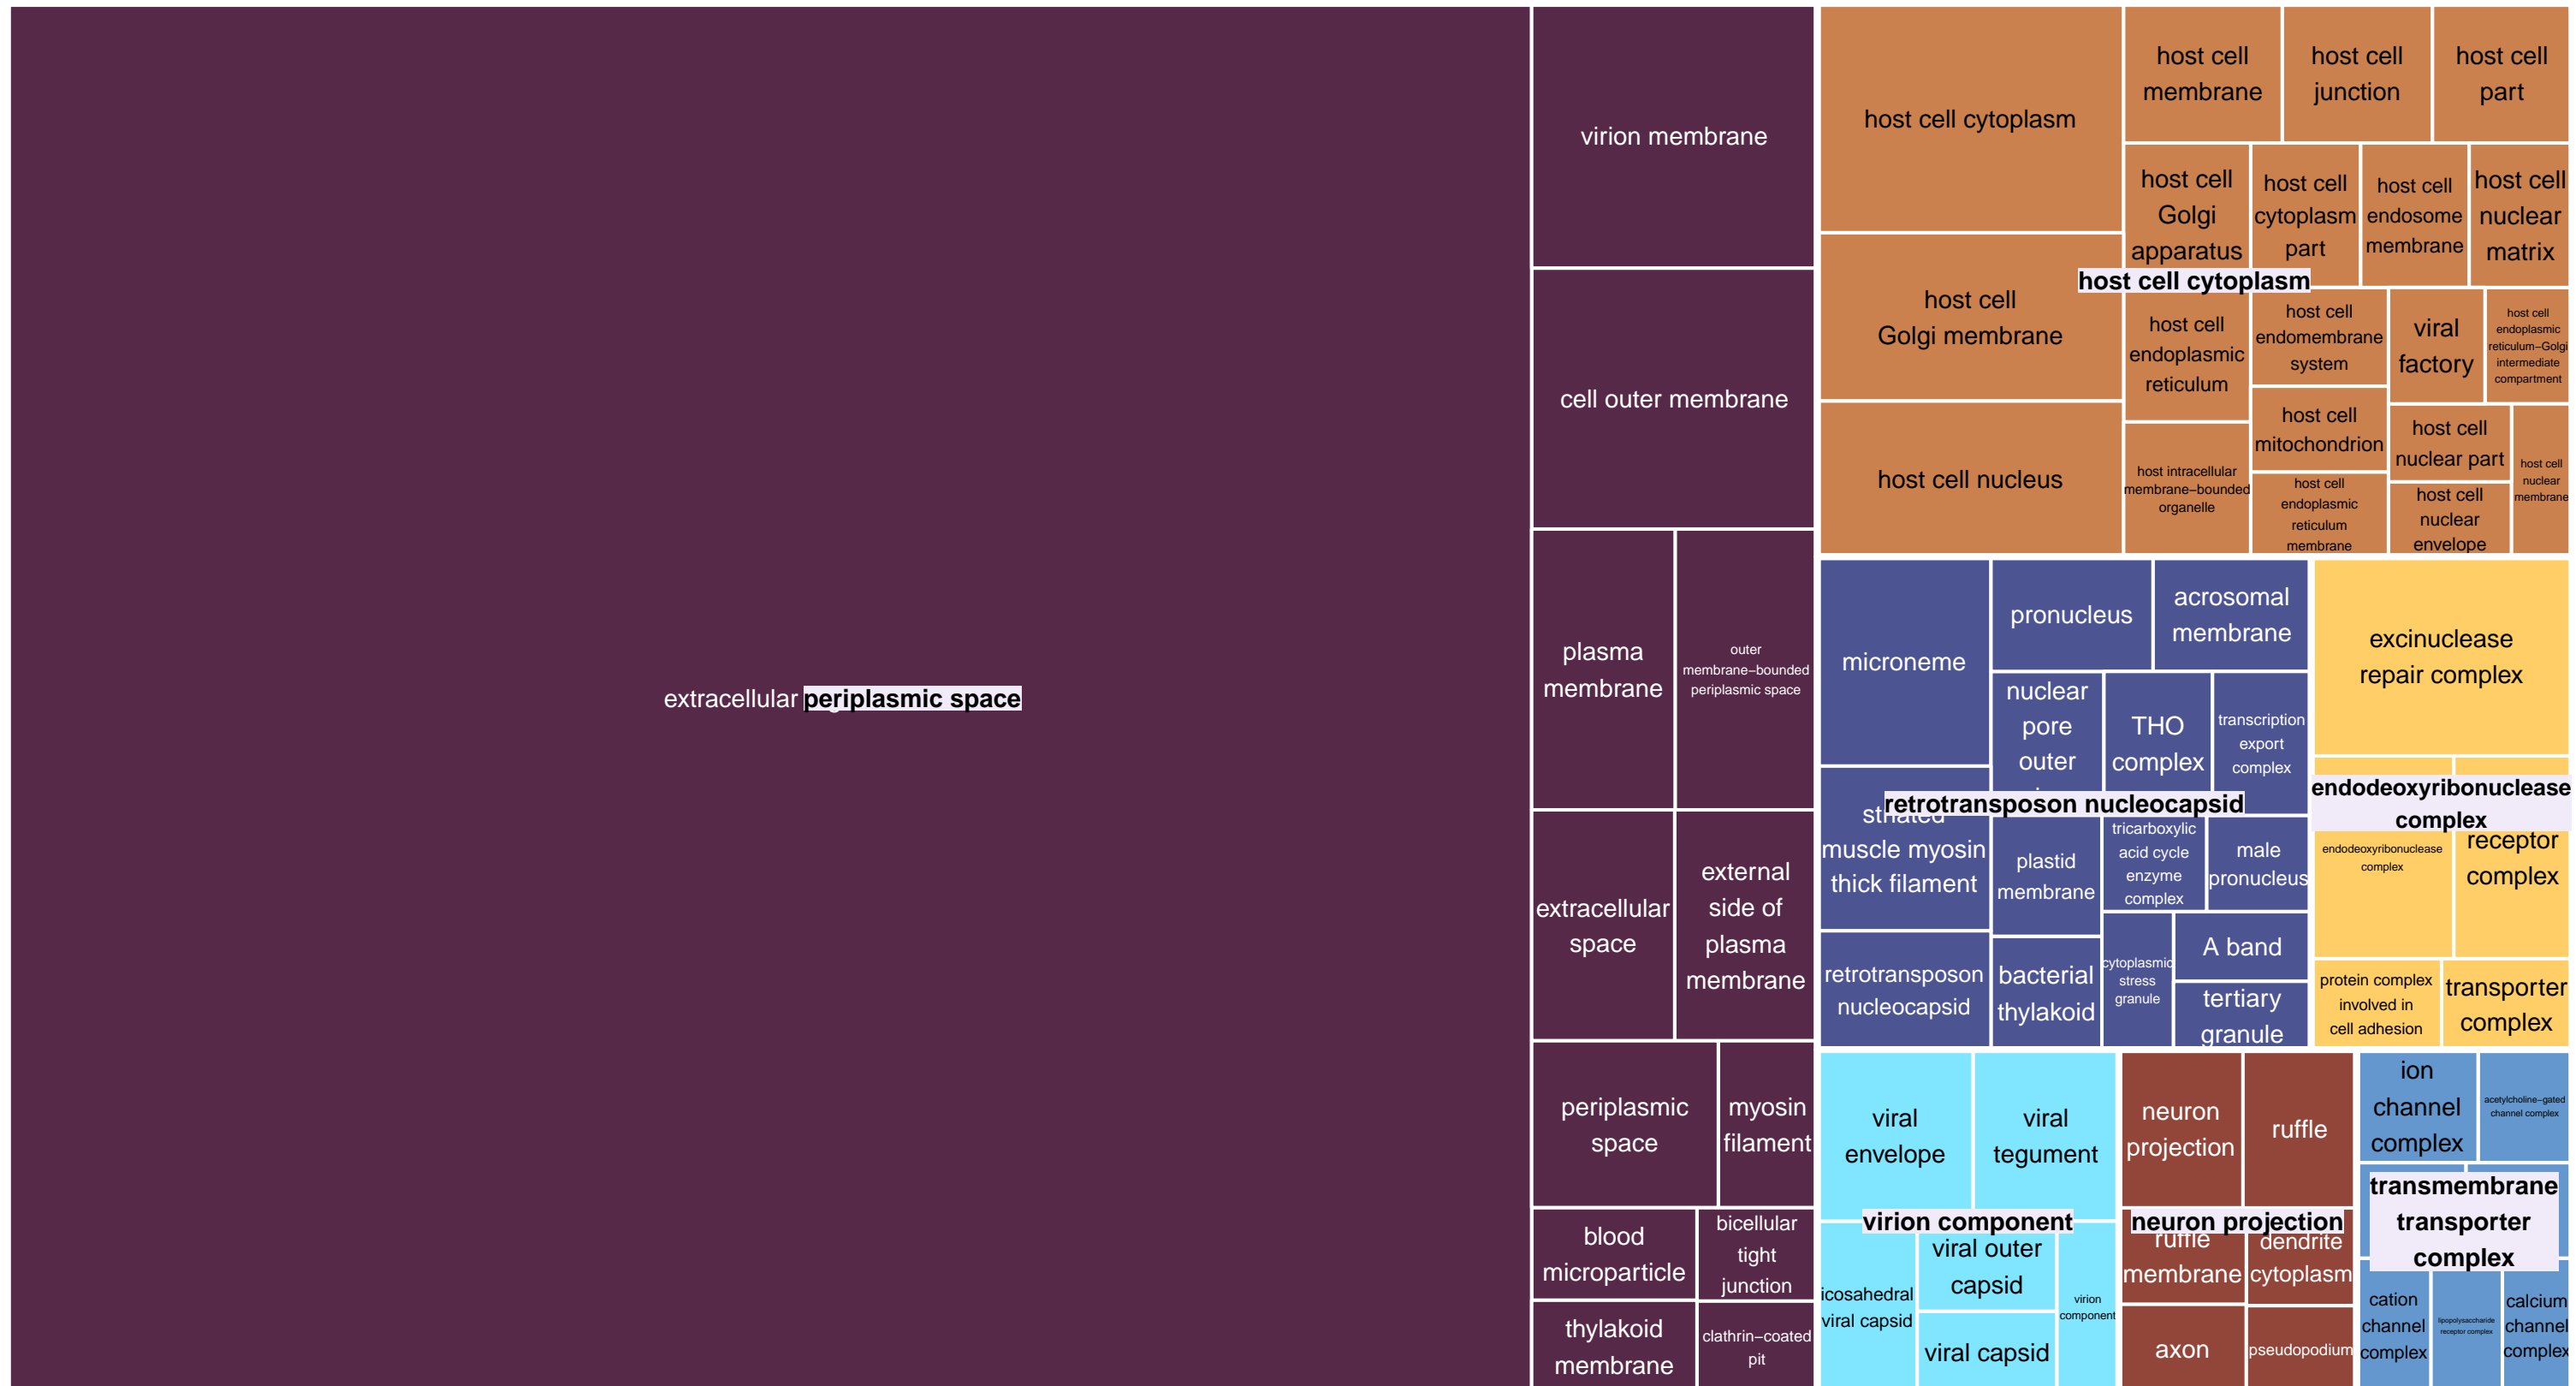 extracellular
periplasmic space
virion membrane
cell outer membrane
plasma
membrane
outer
membrane−bounded
periplasmic space
extracellular
space
external
side of
plasma
membrane
periplasmic
space
myosin
filament
blood
microparticle
bicellular
tight
junction
thylakoid
membrane
clathrin−coated
pit
host cell cytoplasm
host cell
Golgi membrane
host cell nucleus
host cell
membrane
host cell
junction
host cell
part
host cell
Golgi
apparatus
host cell
cytoplasm
part
host cell
endosome
membrane
host cell
nuclear
matrix
host cell cytoplasm
host cell
endoplasmic
reticulum
host cell
endomembrane
system
viral
factory
host cell
endoplasmic
reticulum−Golgi
intermediate
compartment
host intracellular
membrane−bounded
organelle
host cell
mitochondrion
host cell
endoplasmic
reticulum
membrane
host cell
nuclear part
host cell
nuclear
envelope
host cell
nuclear
membrane
microneme
pronucleus
acrosomal
membrane
nuclear
pore
outer
THO
complex
transcription
export
complex
retrotransposon nucleocapsid
striated
muscle myosin
thick filament
plastid
membrane
tricarboxylic
acid cycle
enzyme
complex
male
pronucleus
retrotransposon
nucleocapsid
bacterial
thylakoid
cytoplasmic
stress
granule
A band
tertiary
granule
excinuclease
repair complex
endodeoxyribonuclease
complex
endodeoxyribonuclease
complex
receptor
complex
protein complex
involved in
cell adhesion
transporter
complex
viral
envelope
viral
tegument
virion component
icosahedral
viral capsid
viral outer
capsid
viral capsid
virion
component
neuron
projection
ruffle
neuron projection
ruffle
membrane
dendrite
cytoplasm
axon
pseudopodium
ion
channel
complex
acetylcholine−gated
channel complex
transmembrane
transporter
complex
cation
channel
complex
lipopolysaccharide
receptor complex
calcium
channel
complex